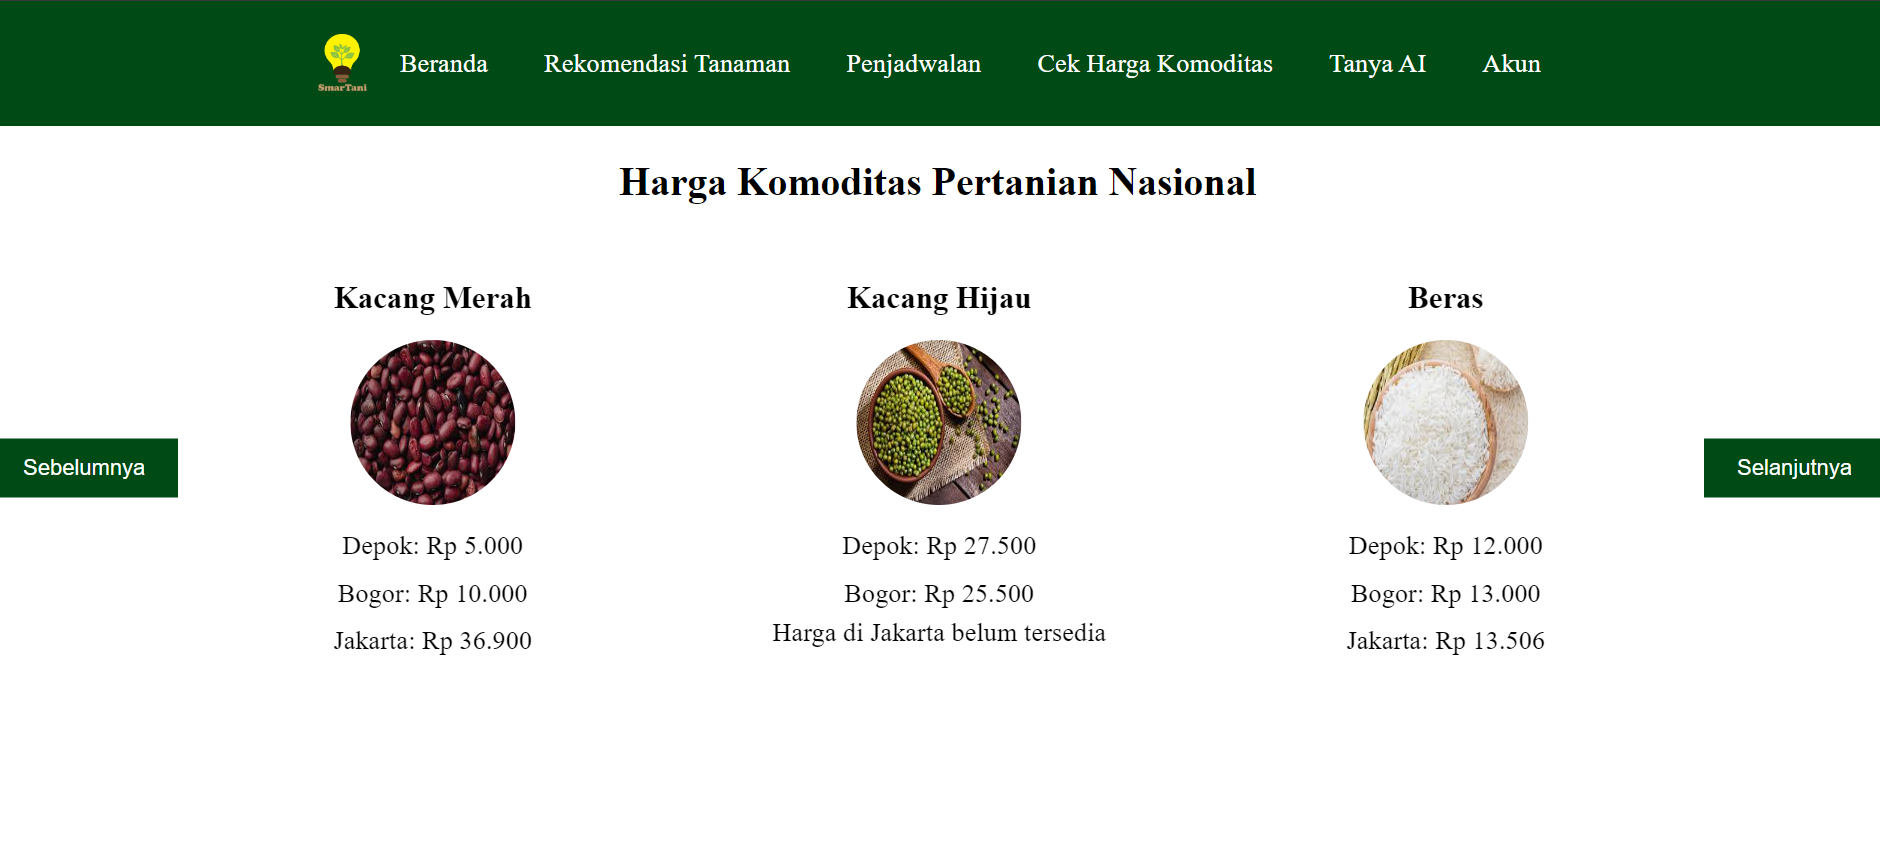 SmarTani
Beranda
Rekomendasi Tanaman
Penjadwalan
Cek Harga Komoditas
Tanya AI
Akun
Harga Komoditas Pertanian Nasional
Kacang Merah
Depok: Rp 5.000
Bogor: Rp 10.000
Jakarta: Rp 36.900
Kacang Hijau
Depok: Rp 27.500
Bogor: Rp 25.500
Harga di Jakarta belum tersedia
Beras
Depok: Rp 12.000
Bogor: Rp 13.000
Jakarta: Rp 13.506
Sebelumnya
Selanjutnya